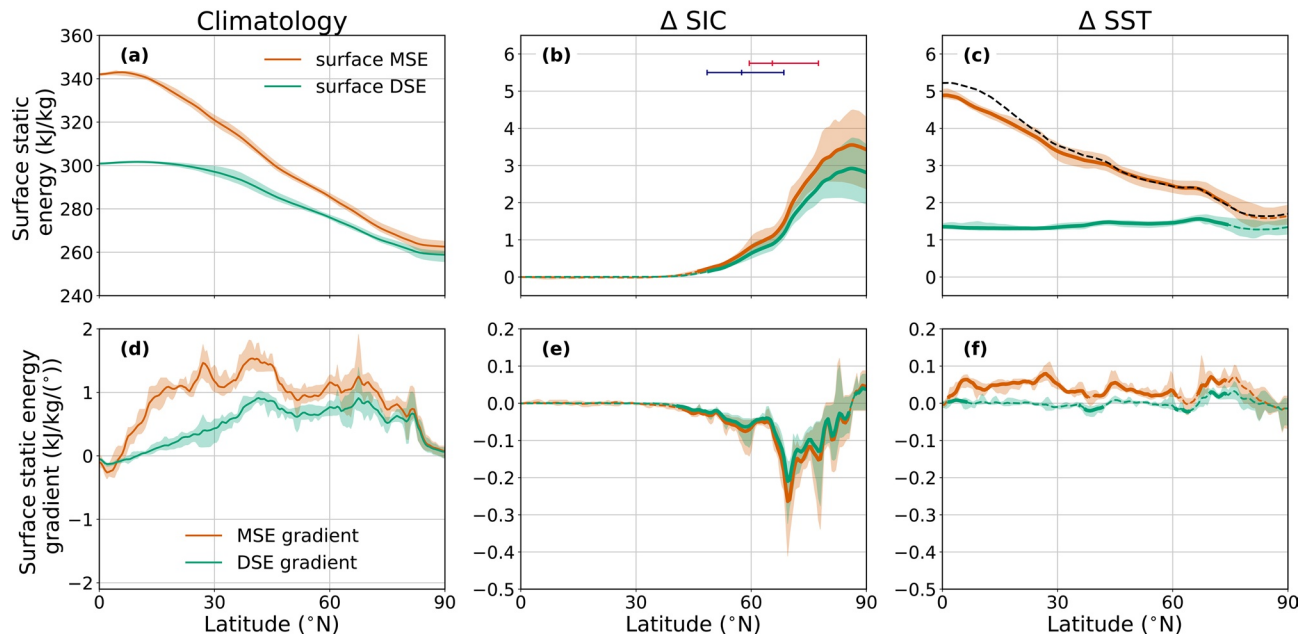 Climatology
Δ SIC
Δ SST
Surface static
energy (kJ/kg)
360
340
320
300
280
260
240
(a)
surface MSE
surface DSE
6
5
4
3
2
1
0
(b)
6
5
4
3
2
1
0
(c)
Surface static energy
gradient (kJ/kg/(°))
2
1
0
−1
−2
(d)
MSE gradient
DSE gradient
0 30 60 90
Latitude (°N)
0.2
0.1
0.0
−0.1
−0.2
−0.3
−0.4
−0.5
(e)
0 30 60 90
Latitude (°N)
0.2
0.1
0.0
−0.1
−0.2
−0.3
−0.4
−0.5
(f)
0 30 60 90
Latitude (°N)